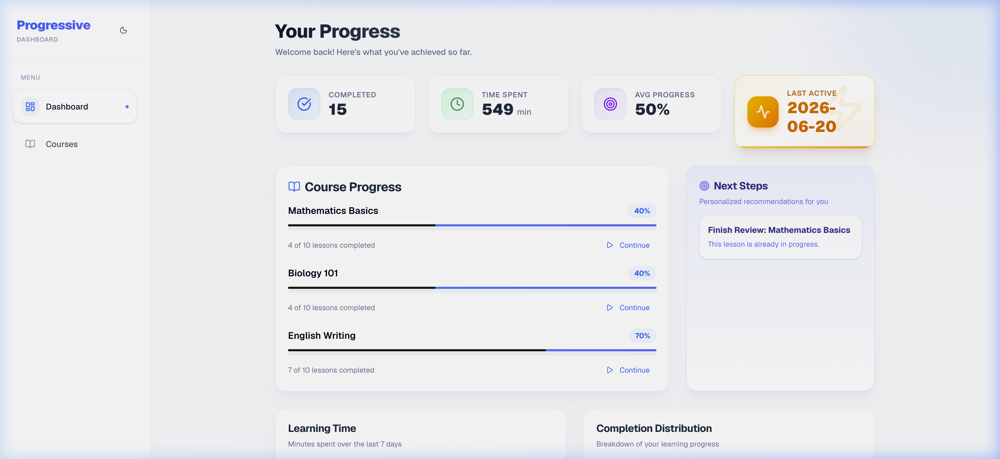 Progressive
DASHBOARD
MENU
Dashboard
Courses
Your Progress
Welcome back! Here's what you've achieved so far.
COMPLETED
15
TIME SPENT
549 min
AVG PROGRESS
50%
LAST ACTIVE
2026-
06-20
Course Progress
Mathematics Basics
40%
4 of 10 lessons completed
Continue
Biology 101
40%
4 of 10 lessons completed
Continue
English Writing
70%
7 of 10 lessons completed
Continue
Next Steps
Personalized recommendations for you
Finish Review: Mathematics Basics
This lesson is already in progress.
Learning Time
Minutes spent over the last 7 days
Completion Distribution
Breakdown of your learning progress